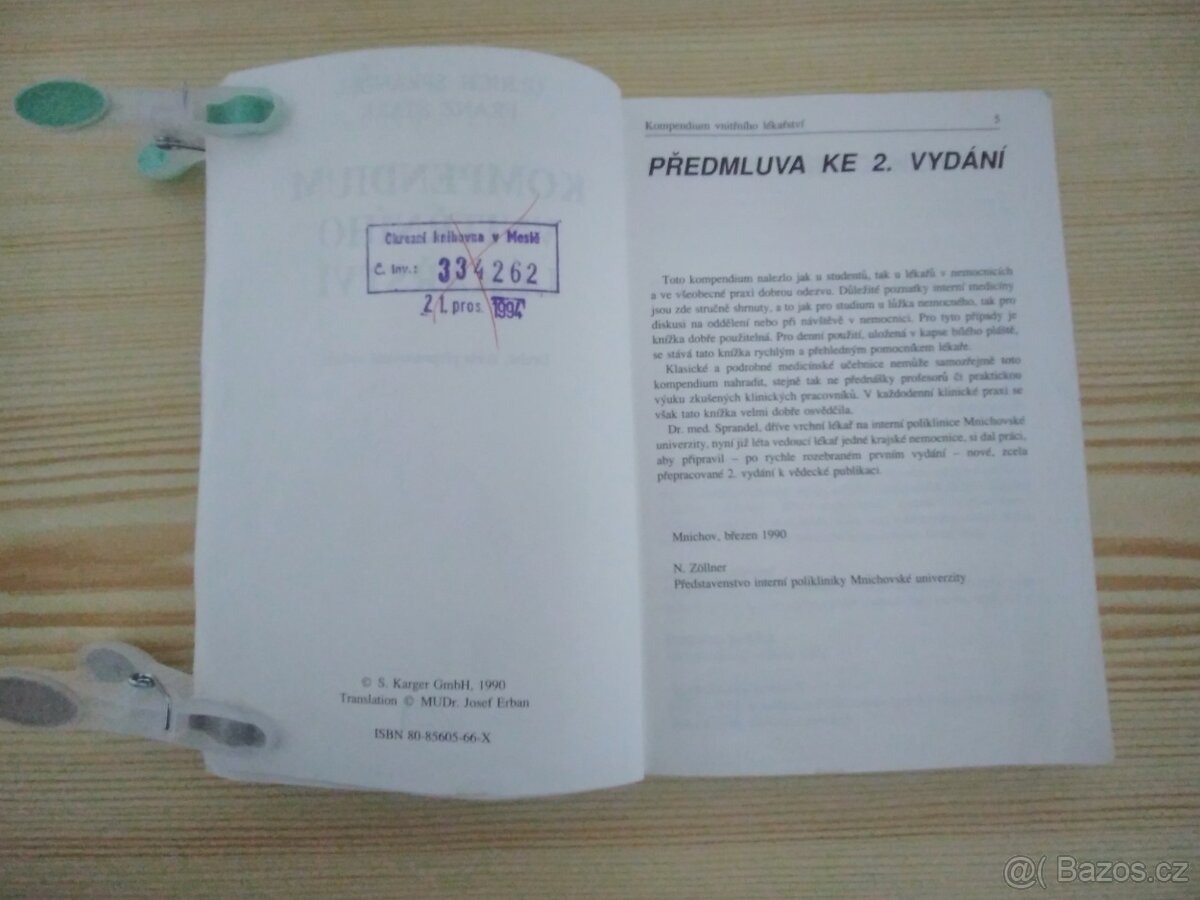 Okresní knihovna v Mostě
Č. inv.: 334262
21. pros. 1994
© S. Karger GmbH, 1990
Translation © MUDr. Josef Erban
ISBN 80-85605-66-X
Kompendium vnitřního lékařství 5
PŘEDMLUVA KE 2. VYDÁNÍ
Toto kompendium nalezlo jak u studentů, tak u lékařů v nemocnicích
a ve všeobecné praxi dobrou odezvu. Důležité poznatky interní medicíny
jsou zde stručně shrnuty, a to jak pro studium u lůžka nemocného, tak pro
diskusi na oddělení nebo při návštěvě v nemocnici. Pro tyto případy je
knížka dobře použitelná. Pro denní použití, uložená v kapse bílého pláště,
se stává tato knížka rychlým a přehledným pomocníkem lékaře.
Klasické a podrobné medicínské učebnice nemůže samozřejmě toto
kompendium nahradit, stejně tak ne přednášky profesorů či praktickou
výuku zkušených klinických pracovníků. V každodenní klinické praxi se
však tato knížka velmi dobře osvědčila.
Dr. med. Sprandel, dříve vrchní lékař na interní poliklinice Mnichovské
univerzity, nyní již léta vedoucí lékař jedné krajské nemocnice, si dal práci,
aby připravil – po rychle rozebraném prvním vydání – nové, zcela
přepracované 2. vydání k vědecké publikaci.
Mnichov, březen 1990
N. Zöllner
Představenstvo interní polikliniky Mnichovské univerzity
@( Bazos.cz